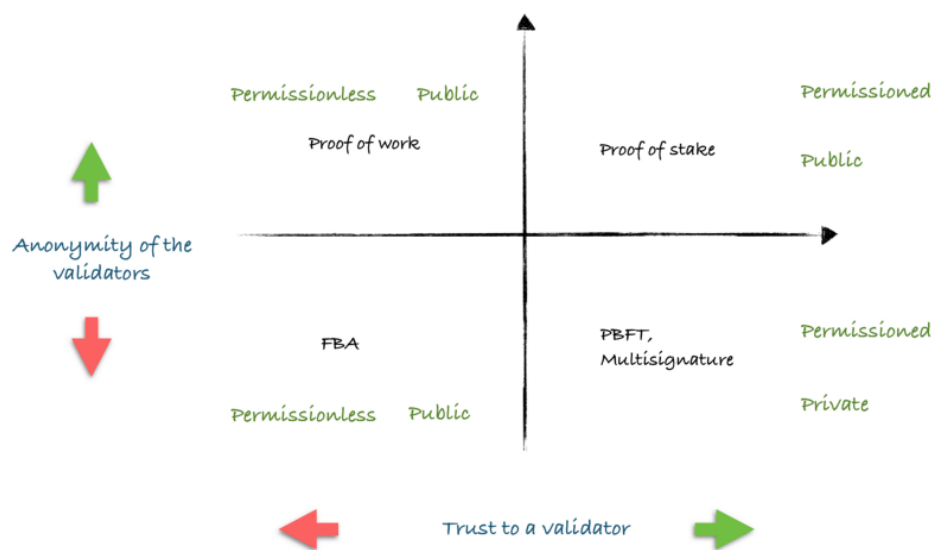 Permissionless Public
Permissioned
Proof of work
Proof of stake
Public
Anonymity of the
validators
FBA
PBFT,
Multisignature
Permissioned
Permissionless Public
Private
Trust to a validator